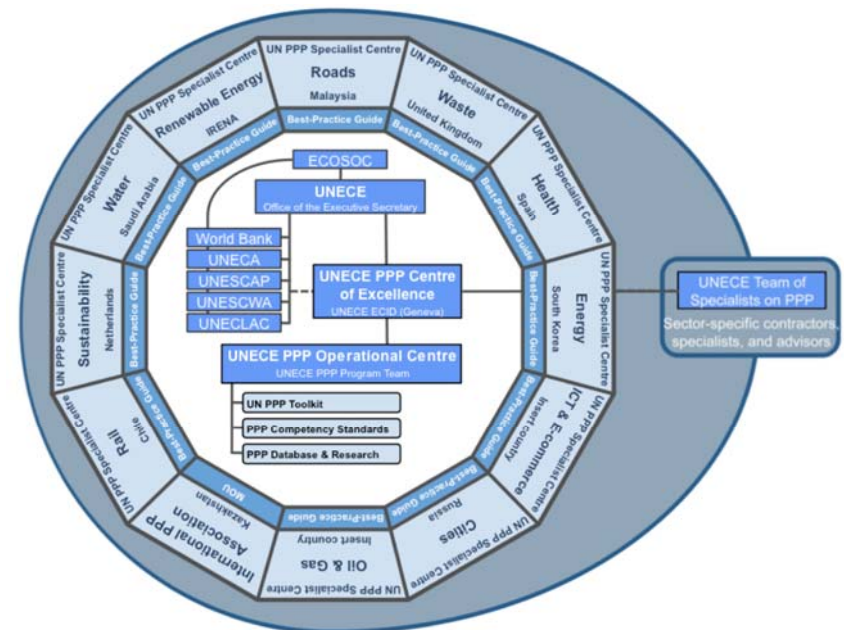 UN PPP Specialist Centre
Roads
Malaysia
Best-Practice Guide
UN PPP Specialist Centre
Waste
United Kingdom
Best-Practice Guide
UN PPP Specialist Centre
Health
Spain
Best-Practice Guide
UN PPP Specialist Centre
Energy
South Korea
Best-Practice Guide
UN PPP Specialist Centre
ICT & E-commerce
Insert country
Best-Practice Guide
UN PPP Specialist Centre
Cities
Russia
Best-Practice Guide
UN PPP Specialist Centre
Oil & Gas
Insert country
Best-Practice Guide
International PPP
Association
Kazakhstan
MOU
UN PPP Specialist Centre
Rail
Chile
Best-Practice Guide
UN PPP Specialist Centre
Sustainability
Netherlands
Best-Practice Guide
UN PPP Specialist Centre
Water
Saudi Arabia
Best-Practice Guide
UN PPP Specialist Centre
Renewable Energy
IRENA
Best-Practice Guide
ECOSOC
UNECE
Office of the Executive Secretary
World Bank
UNECA
UNESCAP
UNESCWA
UNECLAC
UNECE PPP Centre
of Excellence
UNECE ECID (Geneva)
UNECE PPP Operational Centre
UNECE PPP Program Team
UN PPP Toolkit
PPP Competency Standards
PPP Database & Research
UNECE Team of
Specialists on PPP
Sector-specific contractors,
specialists, and advisors